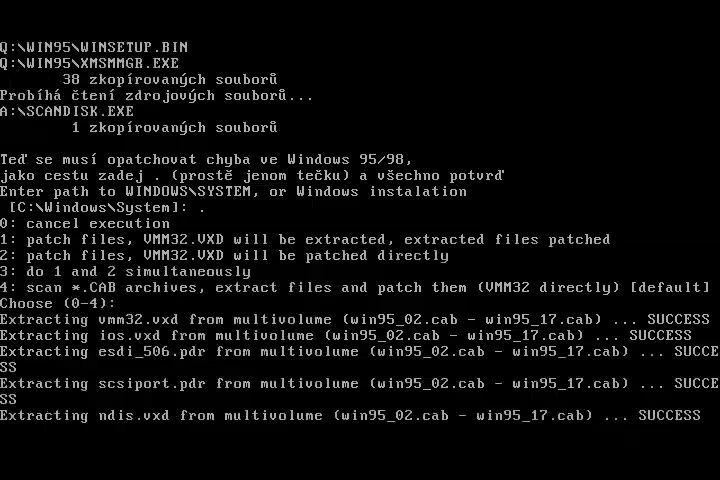 Q:\WIN95\WINSETUP.BIN
Q:\WIN95\XMSMMGR.EXE
38 zkopírovaných souborů
Probíhá čtení zdrojových souborů...
A:\SCANDISK.EXE
1 zkopírovaných souborů
Teď se musí opatchovat chyba ve Windows 95/98,
jako cestu zadej . (prostě jenom tečku) a všechno potvrď
Enter path to WINDOWS\SYSTEM, or Windows instalation
[C:\Windows\System]: .
0: cancel execution
1: patch files, VMM32.VXD will be extracted, extracted files patched
2: patch files, VMM32.VXD will be patched directly
3: do 1 and 2 simultaneously
4: scan *.CAB archives, extract files and patch them (VMM32 directly) [default]
Choose (0-4):
Extracting vmm32.vxd from multivolume (win95_02.cab - win95_17.cab) ... SUCCESS
Extracting ios.vxd from multivolume (win95_02.cab - win95_17.cab) ... SUCCESS
Extracting esdi_506.pdr from multivolume (win95_02.cab - win95_17.cab) ... SUCCE
SS
Extracting scsiport.pdr from multivolume (win95_02.cab - win95_17.cab) ... SUCCE
SS
Extracting ndis.vxd from multivolume (win95_02.cab - win95_17.cab) ... SUCCESS